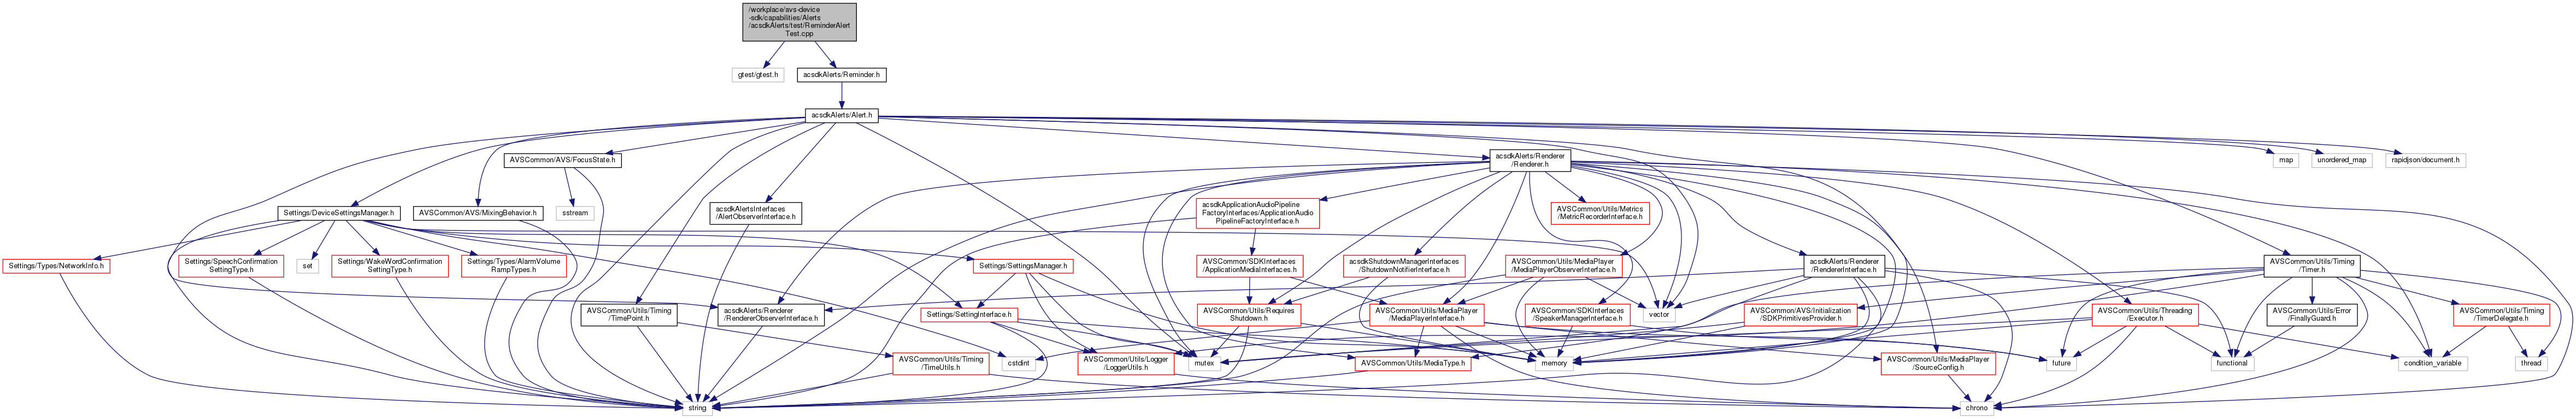 /workplace/avs-device
-sdk/capabilities/Alerts
/acsdkAlerts/test/ReminderAlert
Test.cpp
gtest/gtest.h
acsdkAlerts/Reminder.h
acsdkAlerts/Alert.h
AVSCommon/AVS/FocusState.h
acsdkAlerts/Renderer
/Renderer.h
map
unordered_map
rapidjson/document.h
Settings/DeviceSettingsManager.h
AVSCommon/AVS/MixingBehavior.h
sstream
acsdkAlertsInterfaces
/AlertObserverInterface.h
acsdkApplicationAudioPipeline
FactoryInterfaces/ApplicationAudio
PipelineFactoryInterface.h
AVSCommon/Utils/Metrics
/MetricRecorderInterface.h
Settings/Types/NetworkInfo.h
Settings/SpeechConfirmation
SettingType.h
set
Settings/WakeWordConfirmation
SettingType.h
Settings/Types/AlarmVolume
RampTypes.h
Settings/SettingsManager.h
AVSCommon/SDKInterfaces
/ApplicationMediaInterfaces.h
acsdkShutdownManagerInterfaces
/ShutdownNotifierInterface.h
AVSCommon/Utils/MediaPlayer
/MediaPlayerObserverInterface.h
acsdkAlerts/Renderer
/RendererInterface.h
AVSCommon/Utils/Timing
/Timer.h
AVSCommon/Utils/Timing
/TimePoint.h
acsdkAlerts/Renderer
/RendererObserverInterface.h
Settings/SettingInterface.h
AVSCommon/Utils/Requires
Shutdown.h
AVSCommon/Utils/MediaPlayer
/MediaPlayerInterface.h
AVSCommon/SDKInterfaces
/SpeakerManagerInterface.h
vector
AVSCommon/AVS/Initialization
/SDKPrimitivesProvider.h
AVSCommon/Utils/Threading
/Executor.h
AVSCommon/Utils/Error
/FinallyGuard.h
AVSCommon/Utils/Timing
/TimerDelegate.h
AVSCommon/Utils/Timing
/TimeUtils.h
cstdint
AVSCommon/Utils/Logger
/LoggerUtils.h
mutex
AVSCommon/Utils/MediaType.h
memory
AVSCommon/Utils/MediaPlayer
/SourceConfig.h
future
functional
condition_variable
thread
string
chrono